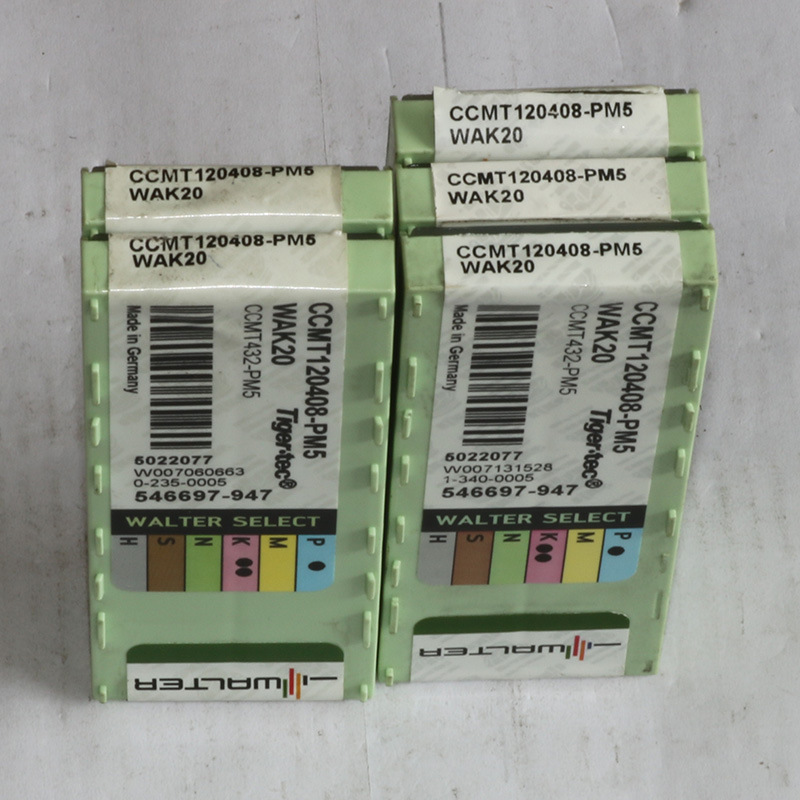 CCMT120408-PM5
WAK20
CCMT120408-PM5
WAK20
CCMT120408-PM5
WAK20
CCMT120408-PM5
WAK20
CCMT120408-PM5
WAK20
CCMT120408-PM5
WAK20
CCMT432-PM5
Tiger·tec®
Made in Germany
5022077
W007060663
0-235-0005
546697-947
WALTER SELECT
H S N K M P
WALTER
CCMT120408-PM5
WAK20
CCMT432-PM5
Tiger·tec®
Made in Germany
5022077
W007131528
1-340-0005
546697-947
WALTER SELECT
H S N K M P
WALTER